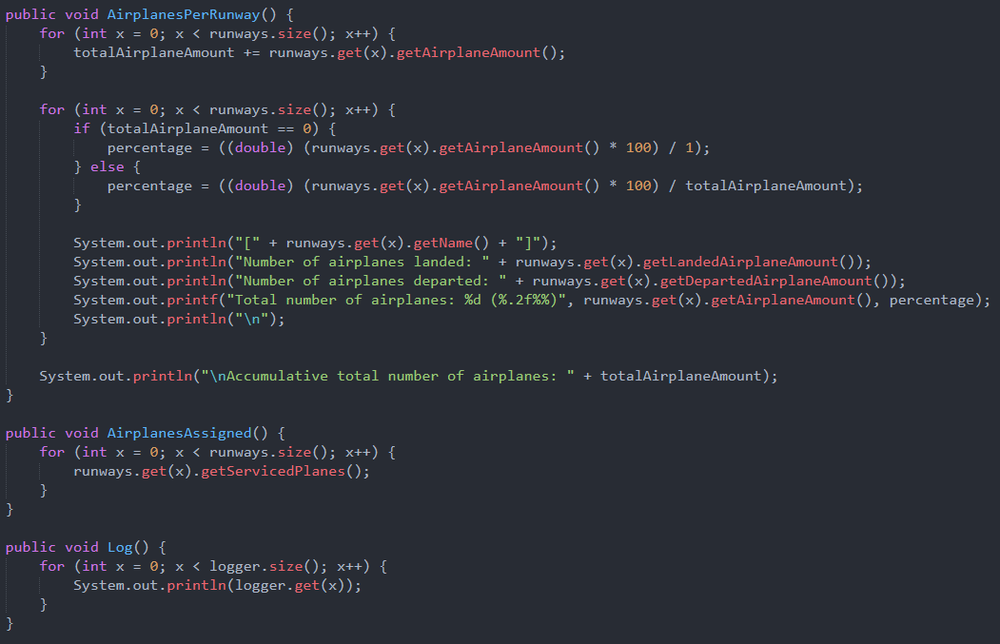 public void AirplanesPerRunway() {
    for (int x = 0; x < runways.size(); x++) {
        totalAirplaneAmount += runways.get(x).getAirplaneAmount();
    }

    for (int x = 0; x < runways.size(); x++) {
        if (totalAirplaneAmount == 0) {
            percentage = ((double) (runways.get(x).getAirplaneAmount() * 100) / 1);
        } else {
            percentage = ((double) (runways.get(x).getAirplaneAmount() * 100) / totalAirplaneAmount);
        }

        System.out.println("[" + runways.get(x).getName() + "]");
        System.out.println("Number of airplanes landed: " + runways.get(x).getLandedAirplaneAmount());
        System.out.println("Number of airplanes departed: " + runways.get(x).getDepartedAirplaneAmount());
        System.out.printf("Total number of airplanes: %d (%.2f%%)", runways.get(x).getAirplaneAmount(), percentage);
        System.out.println("\n");
    }

    System.out.println("\nAccumulative total number of airplanes: " + totalAirplaneAmount);
}

public void AirplanesAssigned() {
    for (int x = 0; x < runways.size(); x++) {
        runways.get(x).getServicedPlanes();
    }
}

public void Log() {
    for (int x = 0; x < logger.size(); x++) {
        System.out.println(logger.get(x));
    }
}